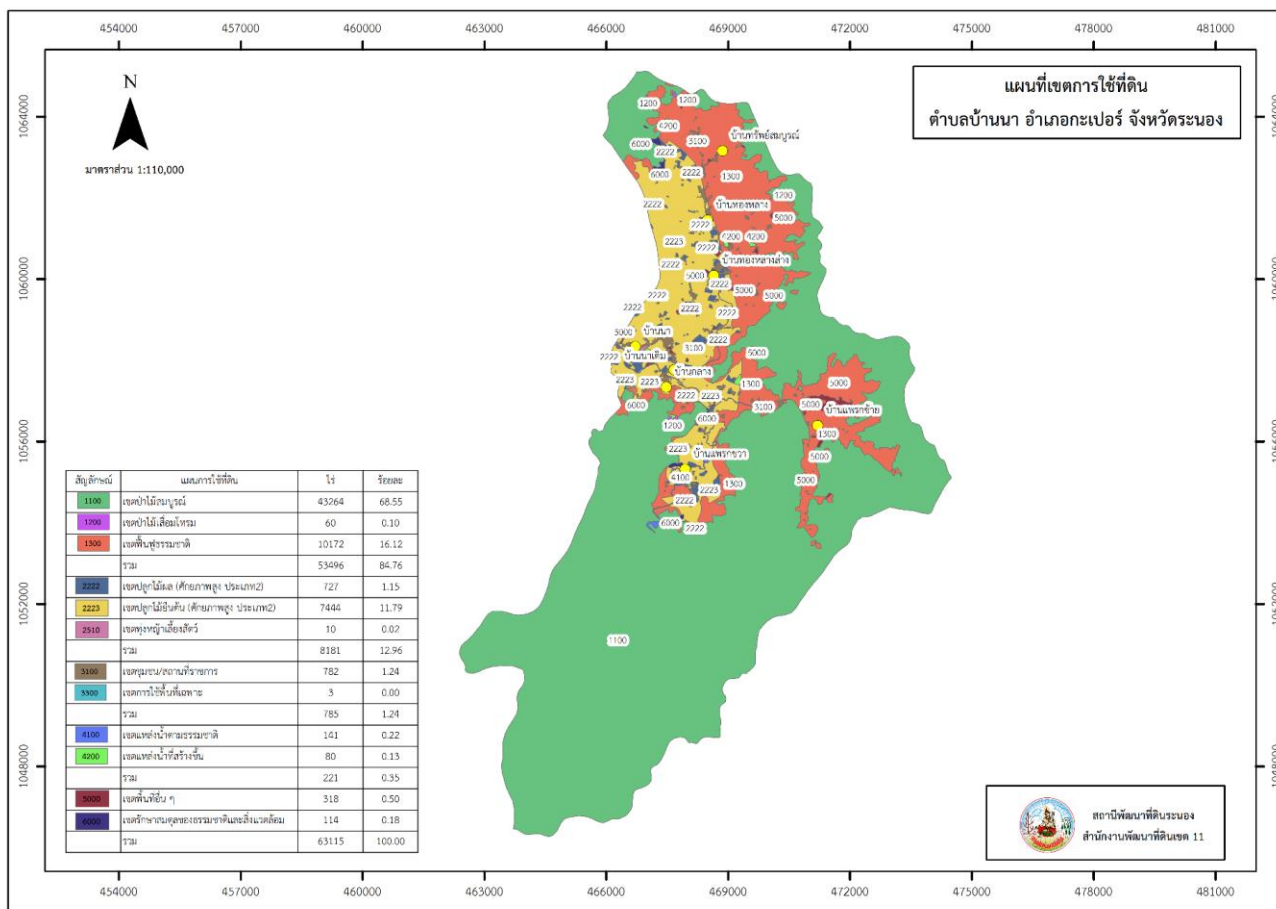 454000 457000 460000 463000 466000 469000 472000 475000 478000 481000
แผนที่เขตการใช้ที่ดิน
ตำบลบ้านนา อำเภอกะเปอร์ จังหวัดระนอง
N
มาตราส่วน 1:110,000
1064000 1064000
1060000 1060000
1056000 1056000
1052000 1052000
1048000 1048000
1200 1200
4200
3100 บ้านทรัพย์สมบูรณ์
6000 2222
6000 2222 1300
2222 บ้านทองหลาง 1200
2222 5000
2223 2222 4200 4200
2222 บ้านทองหลางล่าง
5000 2222 5000 5000
2222
2222 2222 2222
5000 บ้านนา 2222
2222 บ้านนาเดิม 3100 5000
2223 2223 บ้านกลาง 1300 5000
6000 2222 2223 3100 5000 บ้านแพรกซ้าย
1200 6000 1300
2223 บ้านแพรกขวา 5000
4100 2223 1300 5000
2222
6000 2222
1100
สัญลักษณ์ แผนการใช้ที่ดิน ไร่ ร้อยละ
1100 เขตป่าไม้สมบูรณ์ 43264 68.55
1200 เขตป่าไม้เสื่อมโทรม 60 0.10
1300 เขตฟื้นฟูธรรมชาติ 10172 16.12
รวม 53496 84.76
2222 เขตปลูกไม้ผล (ศักยภาพสูง ประเภท2) 727 1.15
2223 เขตปลูกไม้ยืนต้น (ศักยภาพสูง ประเภท2) 7444 11.79
2510 เขตทุ่งหญ้าเลี้ยงสัตว์ 10 0.02
รวม 8181 12.96
3100 เขตชุมชน/สถานที่ราชการ 782 1.24
3300 เขตการใช้พื้นที่เฉพาะ 3 0.00
รวม 785 1.24
4100 เขตแหล่งน้ำตามธรรมชาติ 141 0.22
4200 เขตแหล่งน้ำที่สร้างขึ้น 80 0.13
รวม 221 0.35
5000 เขตพื้นที่อื่น ๆ 318 0.50
6000 เขตรักษาสมดุลของธรรมชาติและสิ่งแวดล้อม 114 0.18
รวม 63115 100.00
สถานีพัฒนาที่ดินระนอง
สำนักงานพัฒนาที่ดินเขต 11
454000 457000 460000 463000 466000 469000 472000 475000 478000 481000